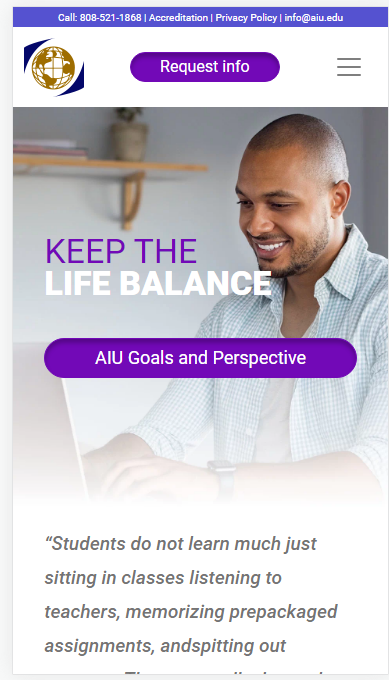 Call: 808-521-1868 | Accreditation | Privacy Policy | info@aiu.edu
Request info
KEEP THE
LIFE BALANCE
AIU Goals and Perspective
“Students do not learn much just
sitting in classes listening to
teachers, memorizing prepackaged
assignments, andspitting out